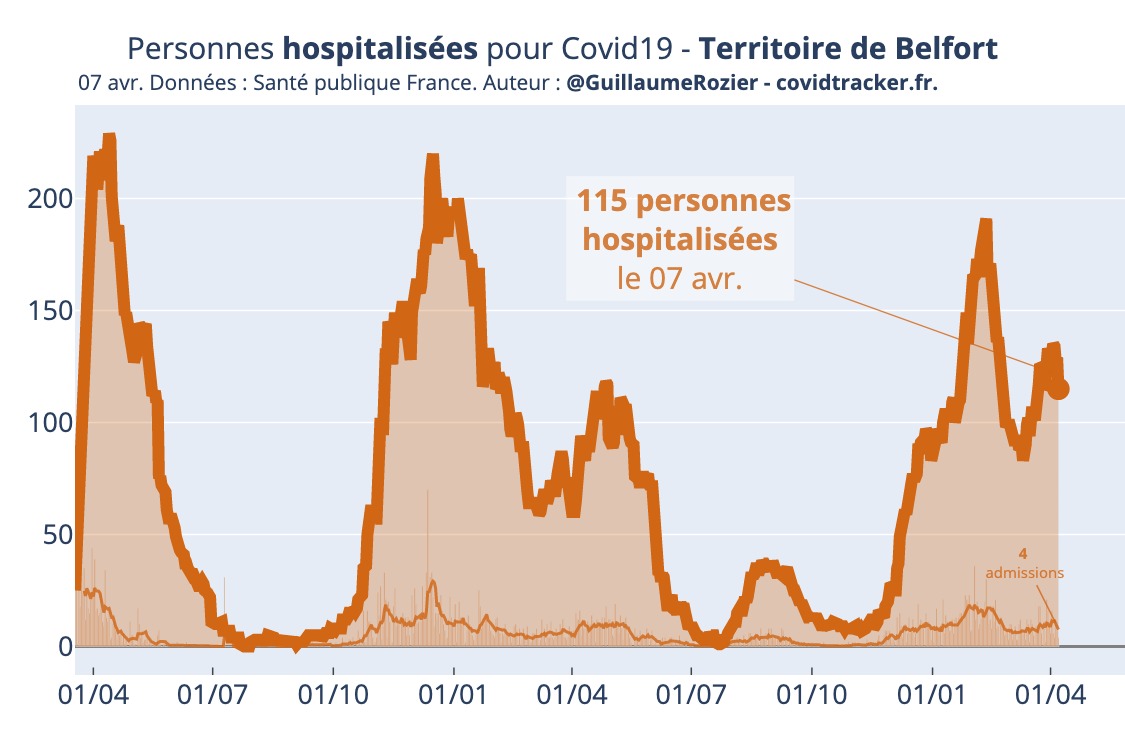 Personnes hospitalisées pour Covid19 - Territoire de Belfort
07 avr. Données : Santé publique France. Auteur : @GuillaumeRozier - covidtracker.fr.
200
150
100
50
0
115 personnes
hospitalisées
le 07 avr.
4
admissions
01/04 01/07 01/10 01/01 01/04 01/07 01/10 01/01 01/04